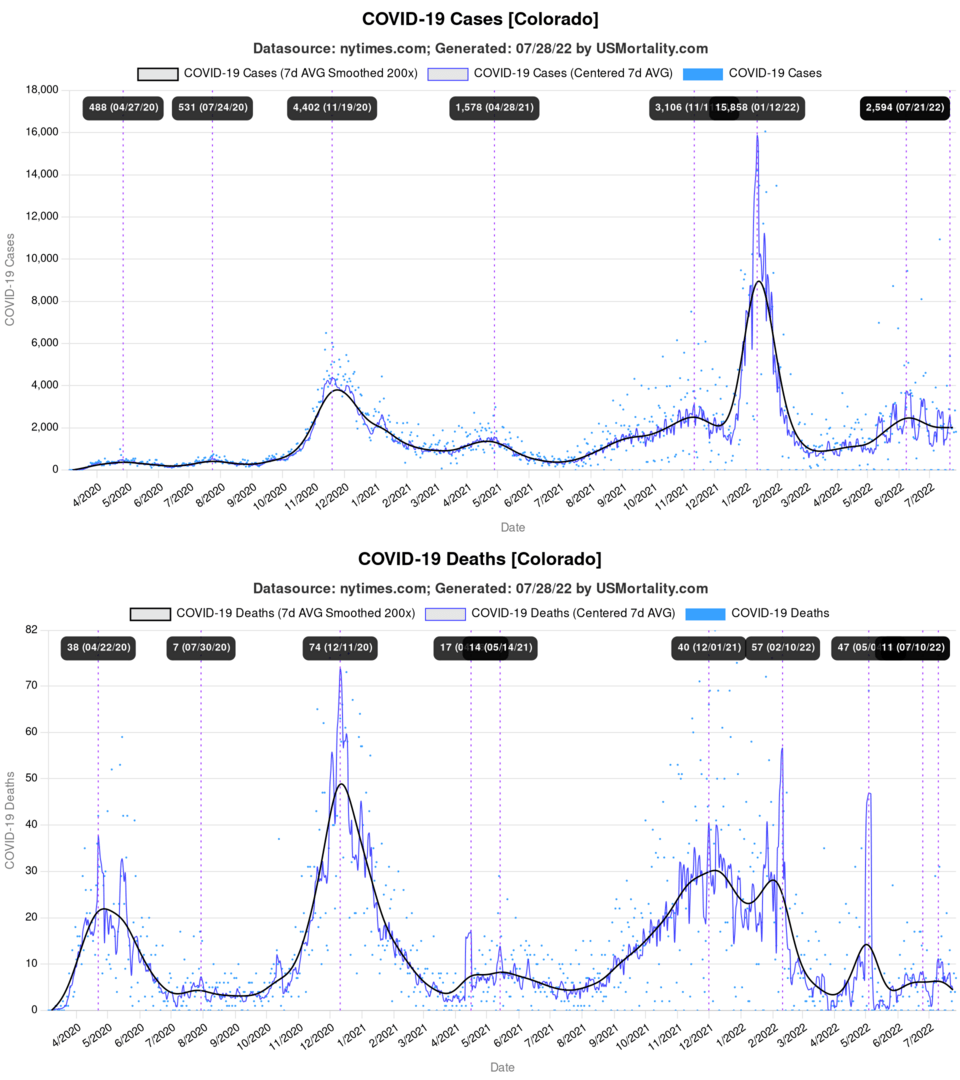 COVID-19 Cases [Colorado]
Datasource: nytimes.com; Generated: 07/28/22 by USMortality.com
COVID-19 Cases (7d AVG Smoothed 200x) COVID-19 Cases (Centered 7d AVG) COVID-19 Cases
18,000
488 (04/27/20) 531 (07/24/20) 4,402 (11/19/20) 1,578 (04/28/21) 3,106 (11/1 15,858 (01/12/22) 2,594 (07/21/22)
16,000
14,000
12,000
10,000
8,000
6,000
4,000
2,000
0
COVID-19 Cases
4/2020 5/2020 6/2020 7/2020 8/2020 9/2020 10/2020 11/2020 12/2020 1/2021 2/2021 3/2021 4/2021 5/2021 6/2021 7/2021 8/2021 9/2021 10/2021 11/2021 12/2021 1/2022 2/2022 3/2022 4/2022 5/2022 6/2022 7/2022
Date
COVID-19 Deaths [Colorado]
Datasource: nytimes.com; Generated: 07/28/22 by USMortality.com
COVID-19 Deaths (7d AVG Smoothed 200x) COVID-19 Deaths (Centered 7d AVG) COVID-19 Deaths
82
38 (04/22/20) 7 (07/30/20) 74 (12/11/20) 17 (0 14 (05/14/21) 40 (12/01/21) 57 (02/10/22) 47 (05/0 11 (07/10/22)
70
60
50
40
30
20
10
0
COVID-19 Deaths
4/2020 5/2020 6/2020 7/2020 8/2020 9/2020 10/2020 11/2020 12/2020 1/2021 2/2021 3/2021 4/2021 5/2021 6/2021 7/2021 8/2021 9/2021 10/2021 11/2021 12/2021 1/2022 2/2022 3/2022 4/2022 5/2022 6/2022 7/2022
Date